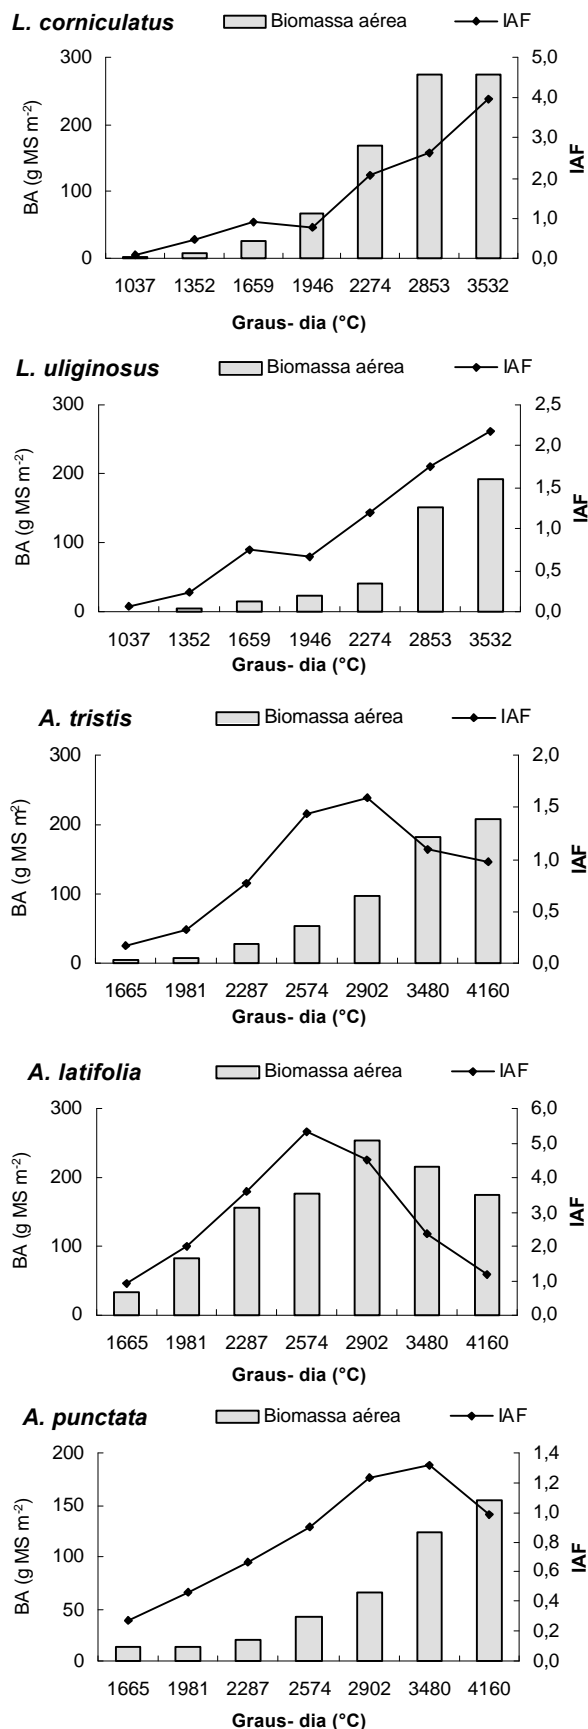 L. corniculatus Biomassa aérea IAF
300 5,0
4,0
200 3,0
100 2,0
1,0
0 0,0
BA (g MS m-2)
IAF
1037 1352 1659 1946 2274 2853 3532
Graus- dia (°C)
L. uliginosus Biomassa aérea IAF
300 2,5
2,0
200 1,5
100 1,0
0,5
0 0,0
BA (g MS m-2)
IAF
1037 1352 1659 1946 2274 2853 3532
Graus- dia (°C)
A. tristis Biomassa aérea IAF
300 2,0
200 1,5
1,0
100 0,5
0 0,0
BA (g MS m2)
IAF
1665 1981 2287 2574 2902 3480 4160
Graus- dia (°C)
A. latifolia Biomassa aérea IAF
300 6,0
5,0
200 4,0
3,0
100 2,0
1,0
0 0,0
BA (g MS m-2)
IAF
1665 1981 2287 2574 2902 3480 4160
Graus- dia (°C)
A. punctata Biomassa aérea IAF
200 1,4
1,2
150 1,0
100 0,8
0,6
50 0,4
0,2
0 0,0
BA (g MS m-2)
IAF
1665 1981 2287 2574 2902 3480 4160
Graus- dia (°C)